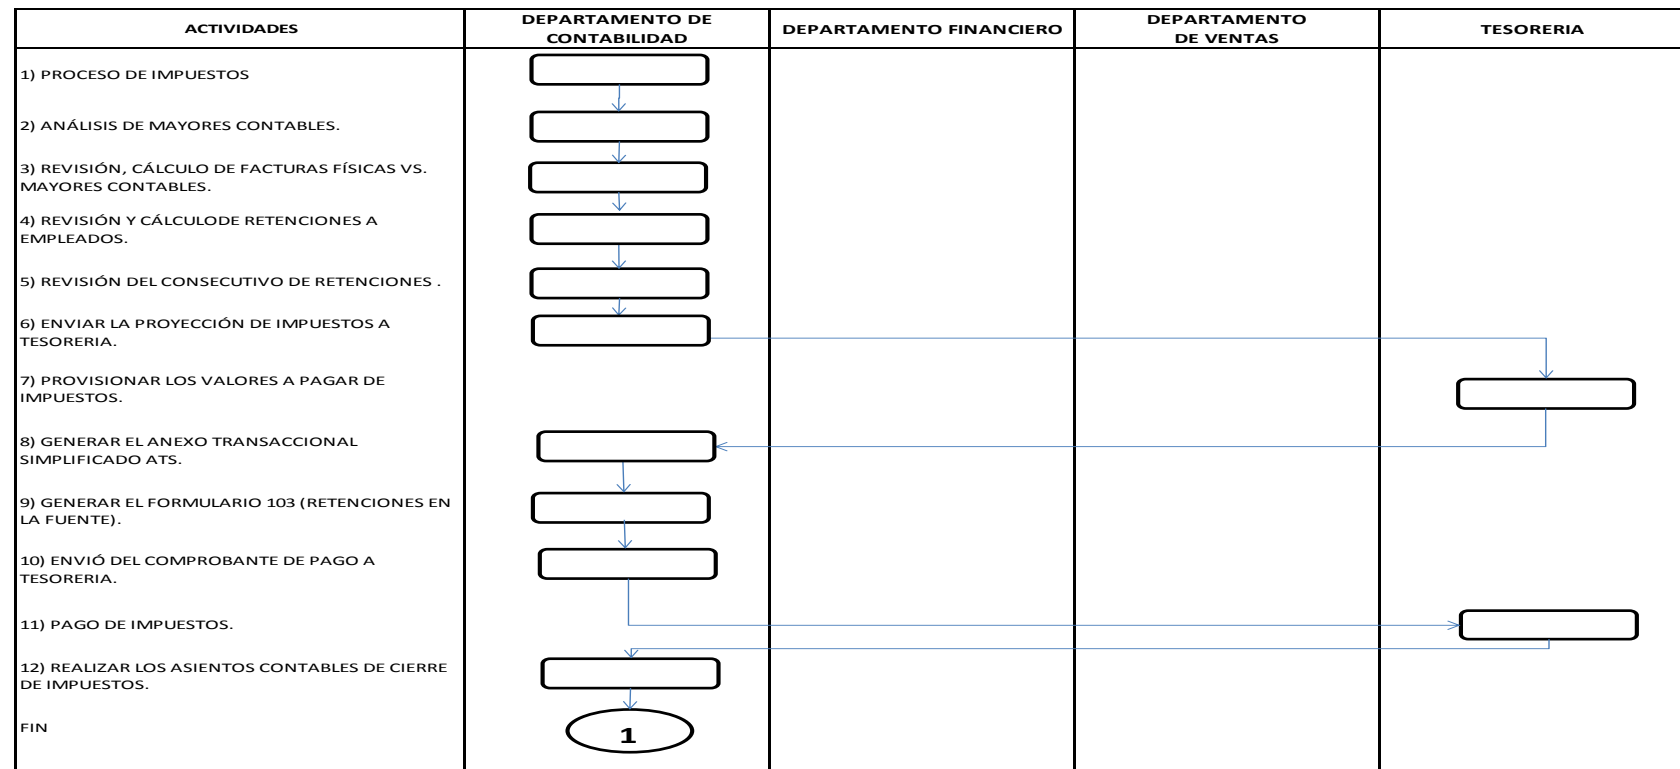 ACTIVIDADES
DEPARTAMENTO DE
CONTABILIDAD
DEPARTAMENTO FINANCIERO
DEPARTAMENTO
DE VENTAS
TESORERIA
1) PROCESO DE IMPUESTOS
2) ANÁLISIS DE MAYORES CONTABLES.
3) REVISIÓN, CÁLCULO DE FACTURAS FÍSICAS VS.
MAYORES CONTABLES.
4) REVISIÓN Y CÁLCULODE RETENCIONES A
EMPLEADOS.
5) REVISIÓN DEL CONSECUTIVO DE RETENCIONES .
6) ENVIAR LA PROYECCIÓN DE IMPUESTOS A
TESORERIA.
7) PROVISIONAR LOS VALORES A PAGAR DE
IMPUESTOS.
8) GENERAR EL ANEXO TRANSACCIONAL
SIMPLIFICADO ATS.
9) GENERAR EL FORMULARIO 103 (RETENCIONES EN
LA FUENTE).
10) ENVIÓ DEL COMPROBANTE DE PAGO A
TESORERIA.
11) PAGO DE IMPUESTOS.
12) REALIZAR LOS ASIENTOS CONTABLES DE CIERRE
DE IMPUESTOS.
FIN
1